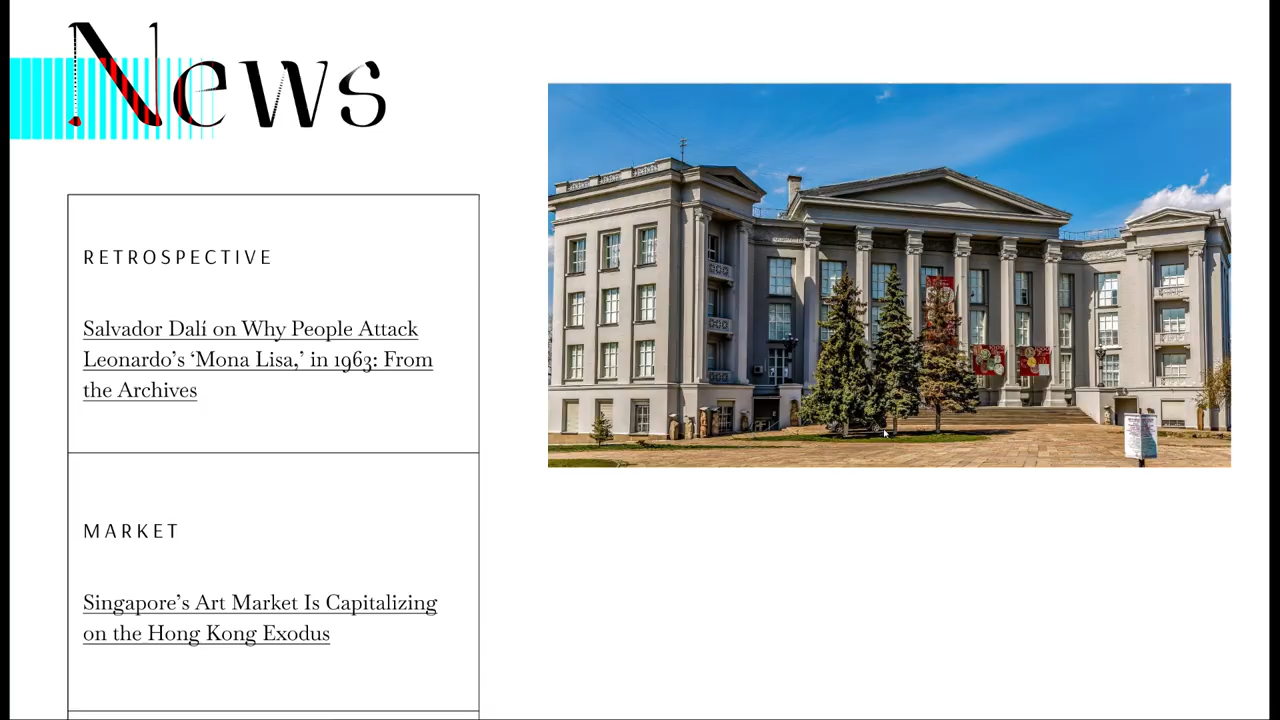 News
RETROSPECTIVE
Salvador Dalí on Why People Attack
Leonardo’s ‘Mona Lisa,’ in 1963: From
the Archives
MARKET
Singapore’s Art Market Is Capitalizing
on the Hong Kong Exodus